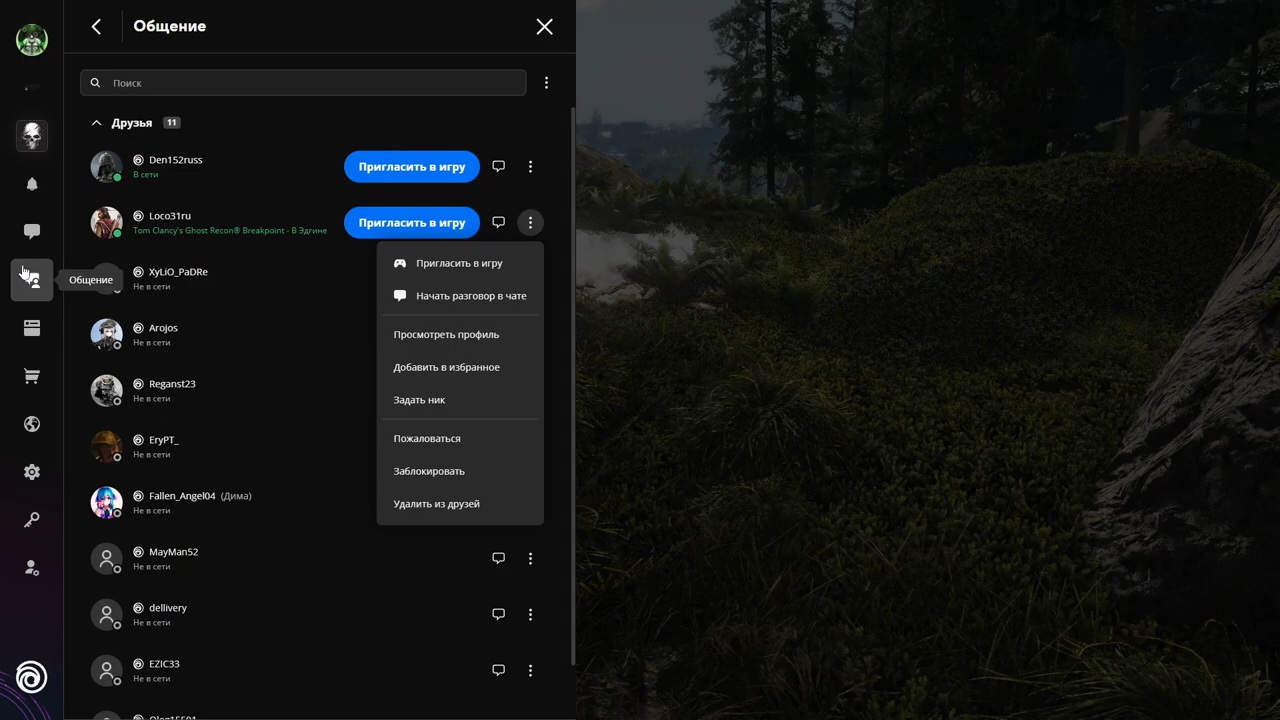 Общение
Поиск
Друзья 11
Den152russ
В сети
Пригласить в игру
Loco31ru
Tom Clancy's Ghost Recon® Breakpoint - В Эдгине
Пригласить в игру
Пригласить в игру
Начать разговор в чате
Просмотреть профиль
Добавить в избранное
Задать ник
Пожаловаться
Заблокировать
Удалить из друзей
Общение
XyLiO_PaDRe
Не в сети
Arojos
Не в сети
Reganst23
Не в сети
EryPT_
Не в сети
Fallen_Angel04 (Дима)
Не в сети
MayMan52
Не в сети
dellivery
Не в сети
EZIC33
Не в сети